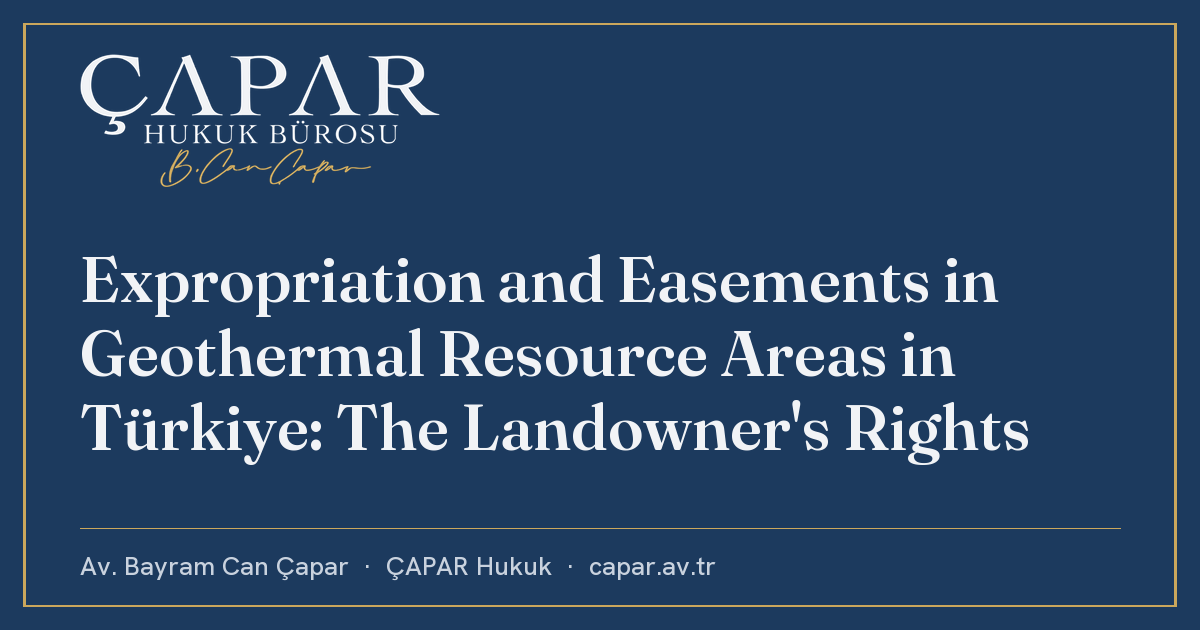 ÇAPAR
HUKUK BÜROSU
B.Can Çapar
Expropriation and Easements in
Geothermal Resource Areas in
Türkiye: The Landowner's Rights
Av. Bayram Can Çapar · ÇAPAR Hukuk · capar.av.tr